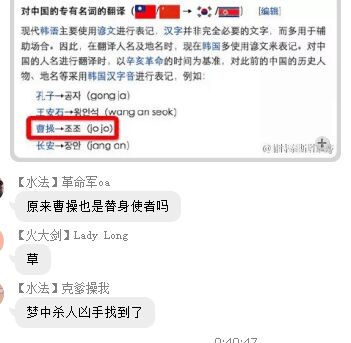 对中国的专有名词的翻译（🇹🇼/🇨🇳→🇰🇷/🇰🇵） [编辑]
现代韩语主要使用谚文进行表记，汉字并非完全必要的文字，而多用于辅
助场合。因此，在翻译人名及地名时，现在韩国多使用谚文来表记。对中
国的人名进行翻译时，以辛亥革命的时间为基准，对此前的中国的历史人
物、地名等采用韩国汉字音进行表记，例如：
孔子→공자（gong ja）
王安石→왕안석（wang an seok）
曹操→조조（jo jo）
长安→장안（jang an）
【水法】革命军oa
原来曹操也是替身使者吗
【火大剑】Lady Long
草
【水法】克爹操我
梦中杀人凶手找到了
0:40:47